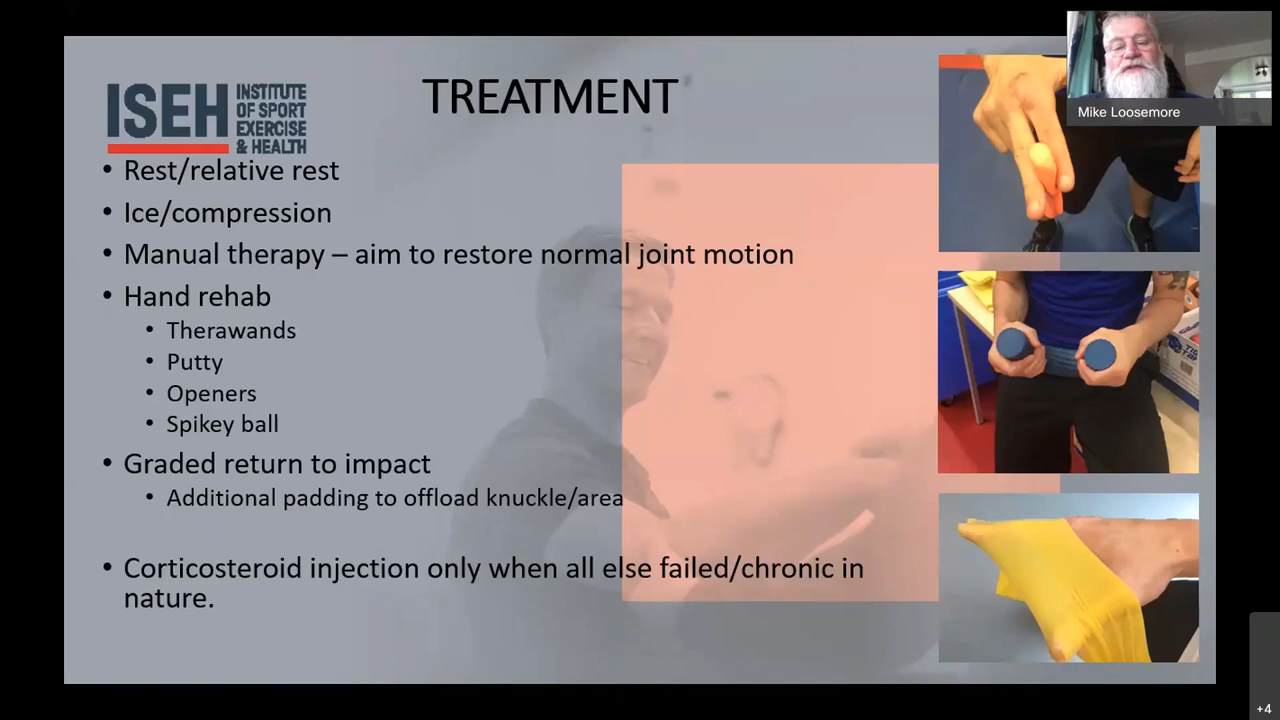 Mike Loosemore
ISEH INSTITUTE
OF SPORT
EXERCISE
& HEALTH
TREATMENT
• Rest/relative rest
• Ice/compression
• Manual therapy – aim to restore normal joint motion
• Hand rehab
• Therawands
• Putty
• Openers
• Spikey ball
• Graded return to impact
• Additional padding to offload knuckle/area
• Corticosteroid injection only when all else failed/chronic in
nature.
+4